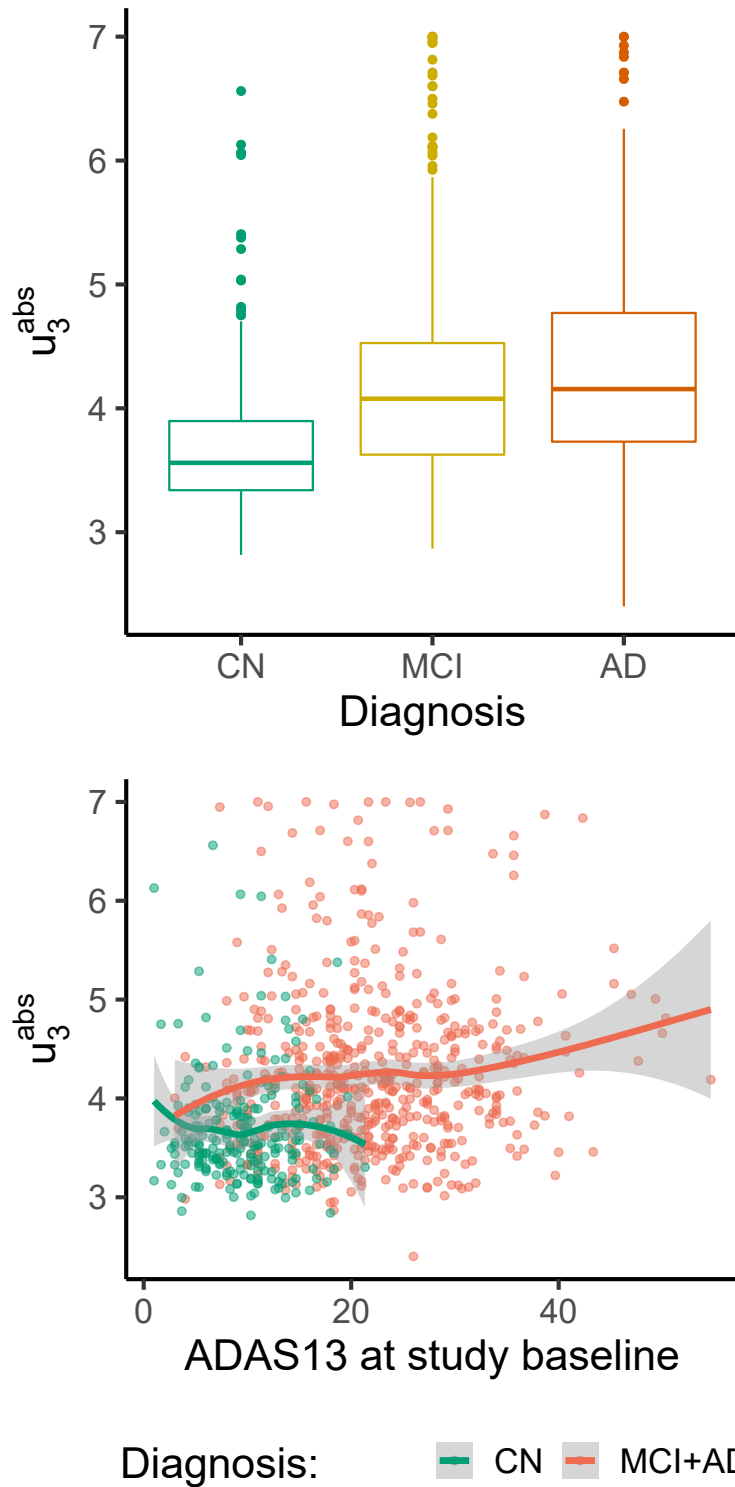 7
6
5
4
3
u₃ᵃᵇˢ
CN MCI AD
Diagnosis
7
6
5
4
3
u₃ᵃᵇˢ
0 20 40
ADAS13 at study baseline
Diagnosis: CN MCI+AD